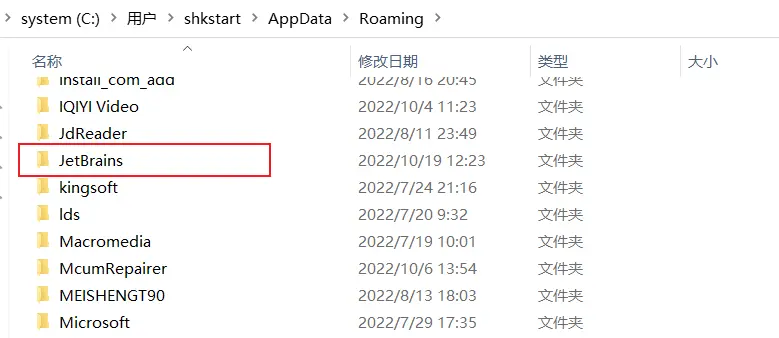 system (C:) > 用户 > shkstart > AppData > Roaming >
名称 修改日期 类型 大小
install_com_add 2022/8/16 20:45 文件夹
IQIYI Video 2022/10/4 11:23 文件夹
JdReader 2022/8/11 23:49 文件夹
JetBrains 2022/10/19 12:23 文件夹
kingsoft 2022/7/24 21:16 文件夹
lds 2022/7/20 9:32 文件夹
Macromedia 2022/7/19 10:01 文件夹
McumRepairer 2022/10/6 13:54 文件夹
MEISHENGT90 2022/8/13 18:03 文件夹
Microsoft 2022/7/29 17:35 文件夹